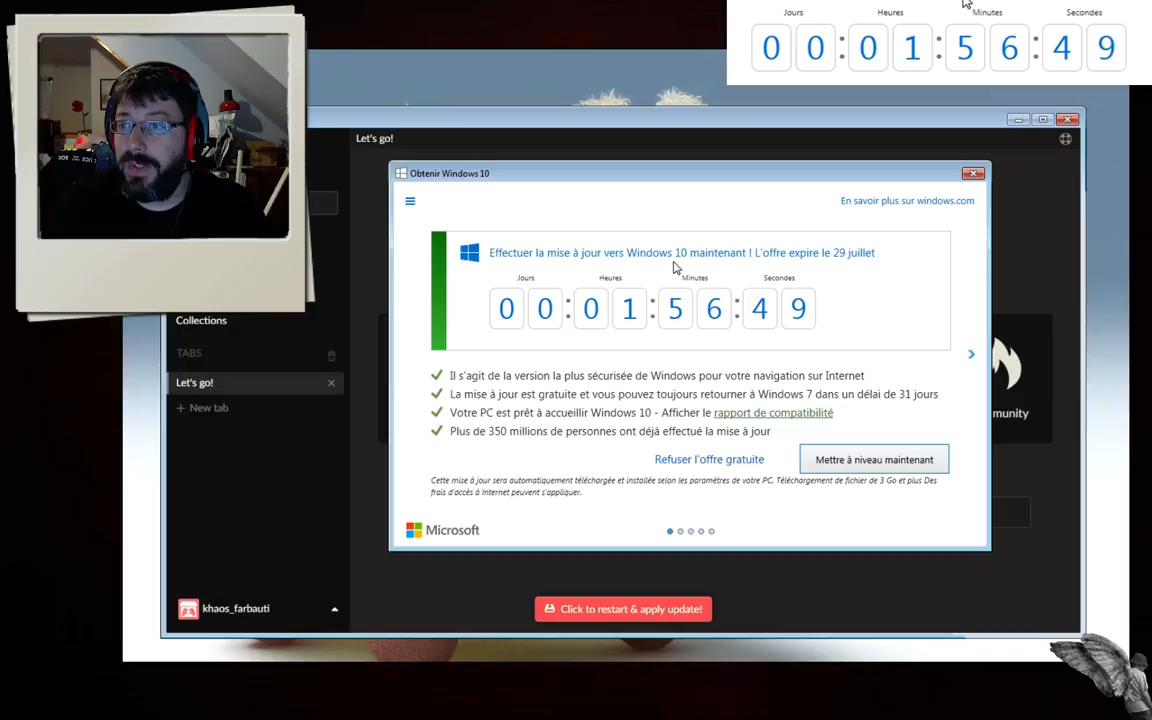 Jours Heures Minutes Secondes
0 0 : 0 1 : 5 6 : 4 9
Let's go!
Obtenir Windows 10
En savoir plus sur windows.com
Effectuer la mise à jour vers Windows 10 maintenant ! L'offre expire le 29 juillet
Jours Heures Minutes Secondes
0 0 : 0 1 : 5 6 : 4 9
Collections
TABS
Let's go!
+ New tab
Il s'agit de la version la plus sécurisée de Windows pour votre navigation sur Internet
La mise à jour est gratuite et vous pouvez toujours retourner à Windows 7 dans un délai de 31 jours
Votre PC est prêt à accueillir Windows 10 - Afficher le rapport de compatibilité
Plus de 350 millions de personnes ont déjà effectué la mise à jour
munity
Refuser l'offre gratuite
Mettre à niveau maintenant
Cette mise à jour sera automatiquement téléchargée et installée selon les paramètres de votre PC. Téléchargement de fichier de 3 Go et plus Des
frais d'accès à Internet peuvent s'appliquer.
Microsoft
khaos_farbauti
Click to restart & apply update!